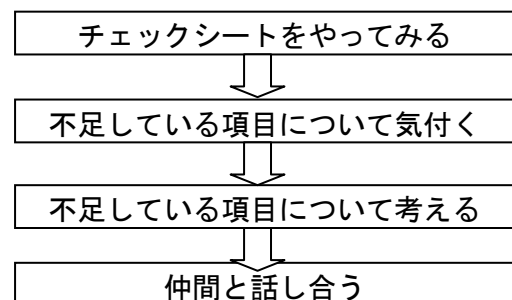 チェックシートをやってみる
不足している項目について気付く
不足している項目について考える
仲間と話し合う